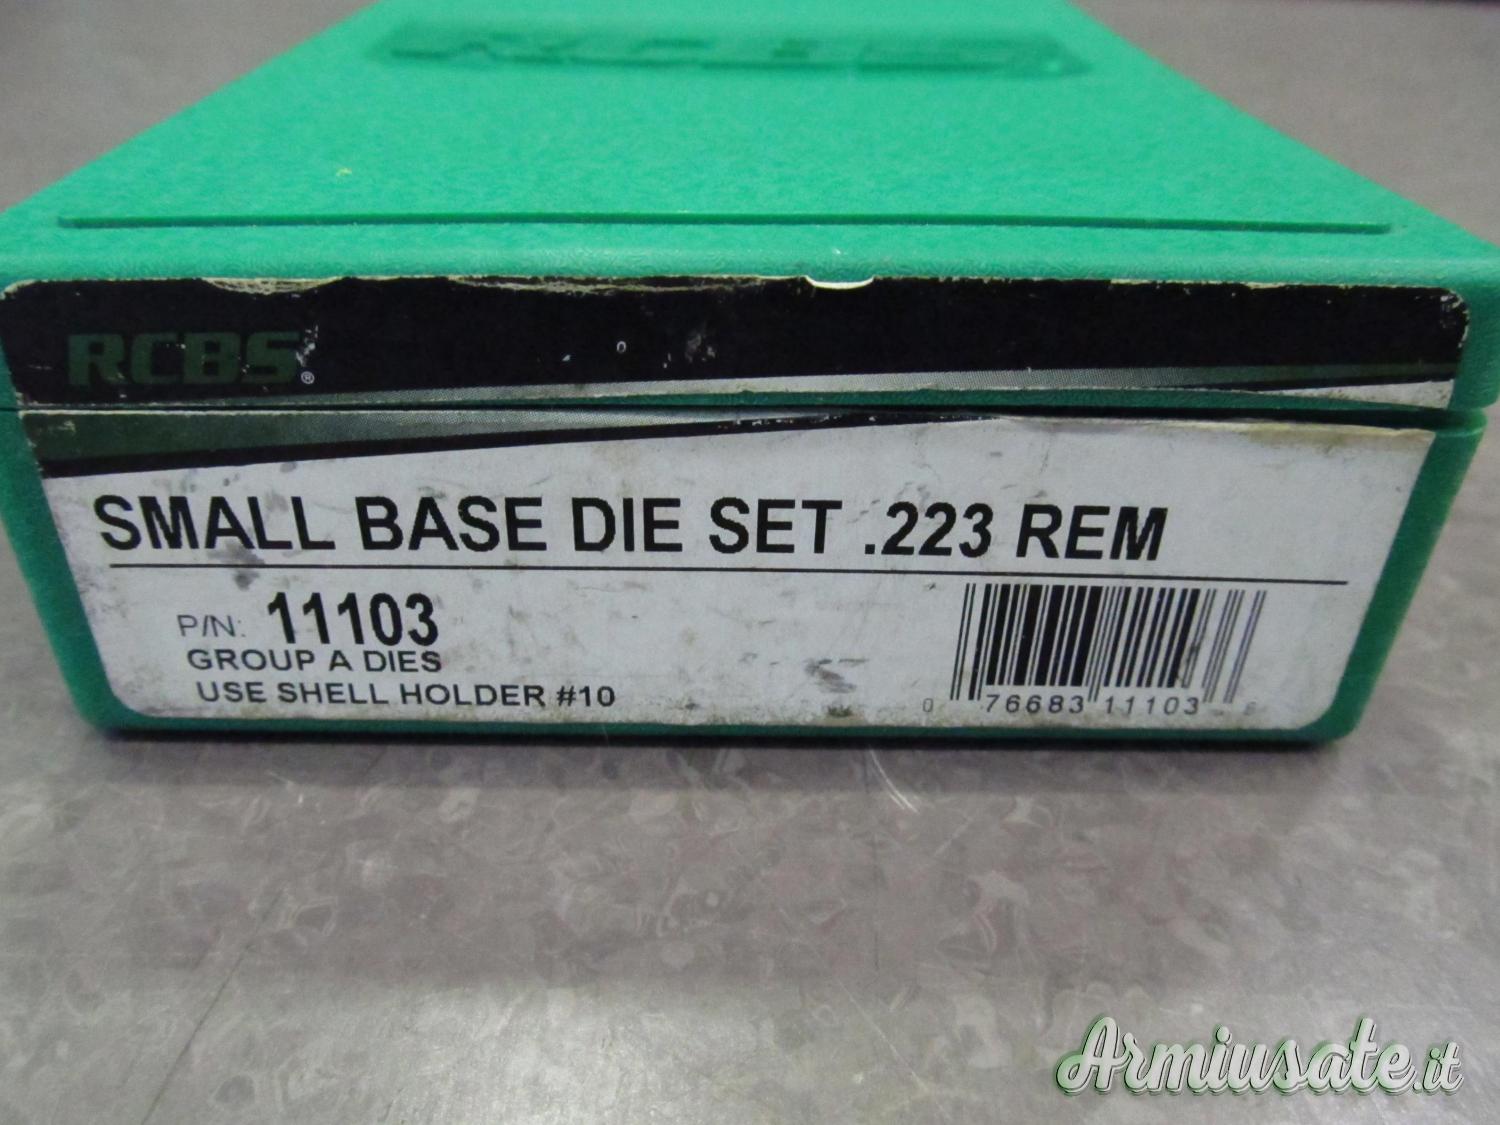 RCBS®
SMALL BASE DIE SET .223 REM
P/N: 11103
GROUP A DIES
USE SHELL HOLDER #10
0 76683 11103 6
Armiusate.it